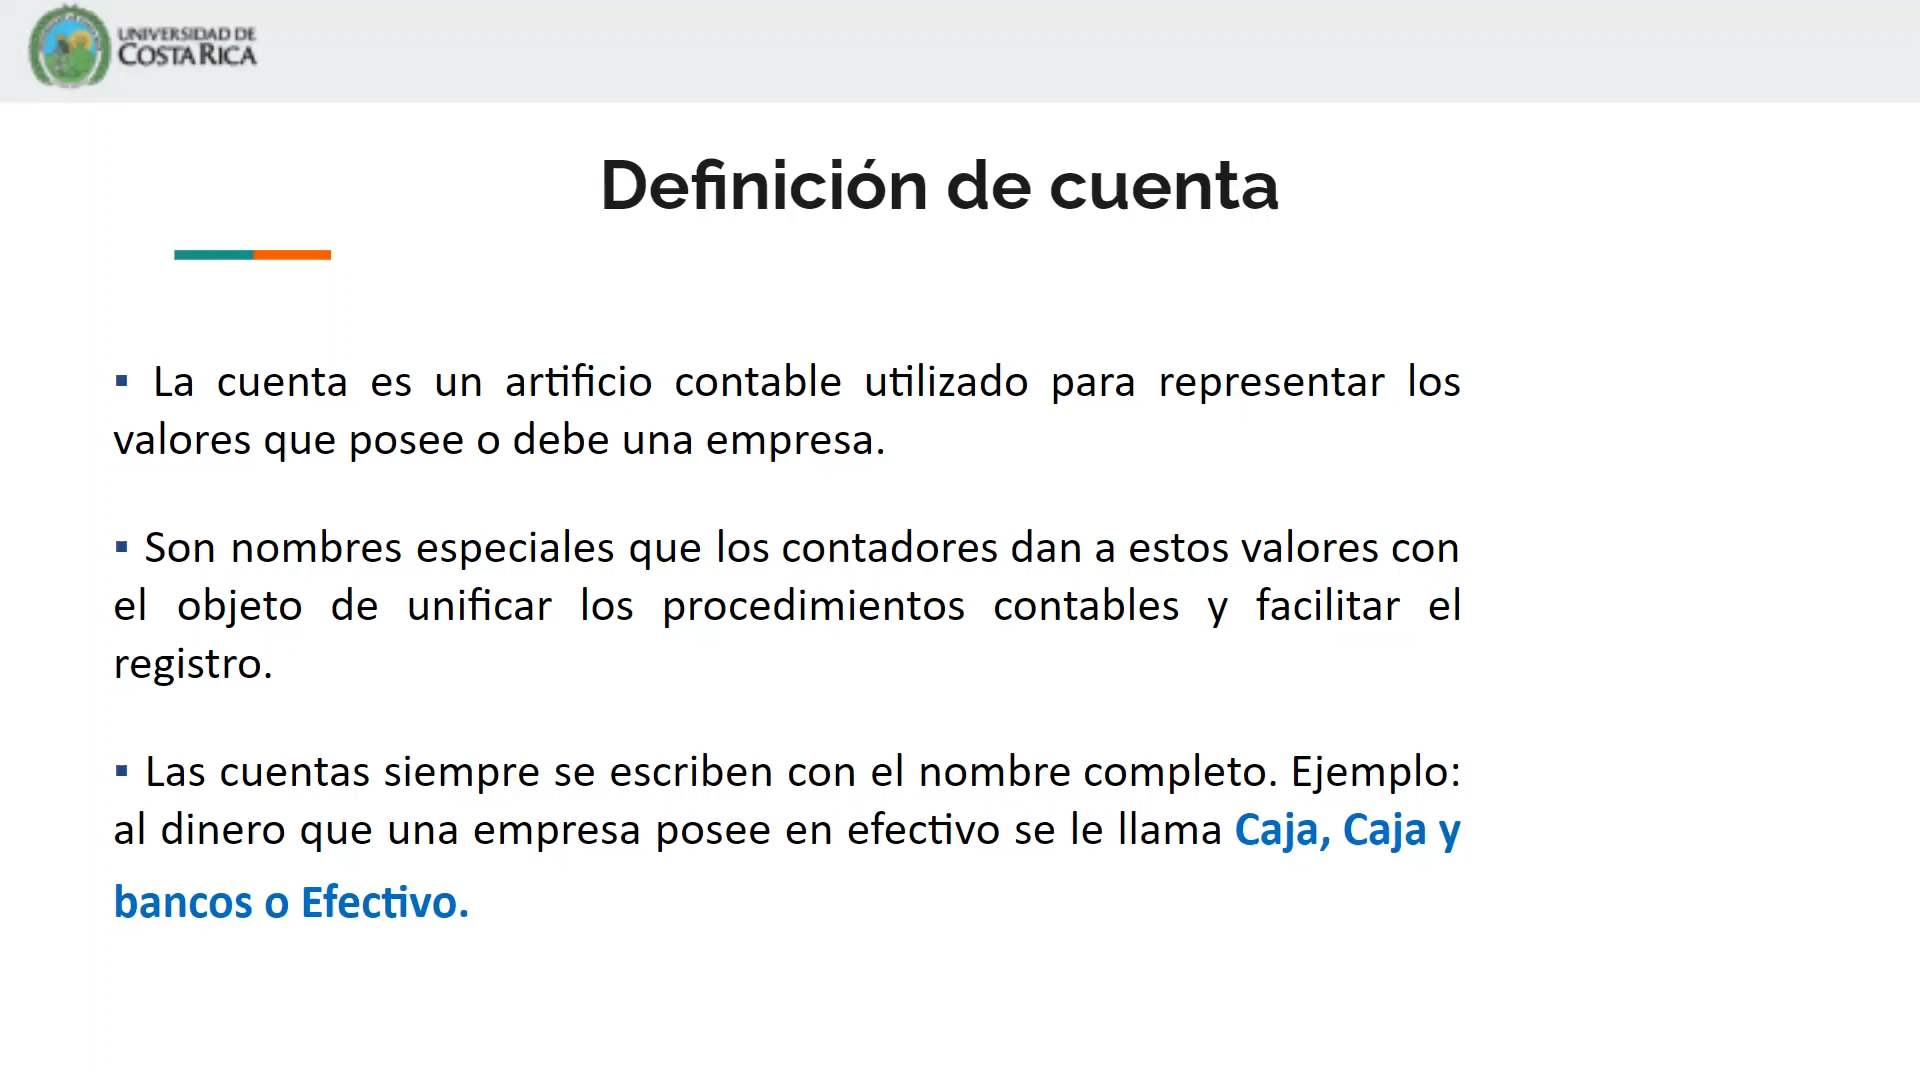 UNIVERSIDAD DE
COSTA RICA
Definición de cuenta
▪ La cuenta es un artificio contable utilizado para representar los
valores que posee o debe una empresa.
▪ Son nombres especiales que los contadores dan a estos valores con
el objeto de unificar los procedimientos contables y facilitar el
registro.
▪ Las cuentas siempre se escriben con el nombre completo. Ejemplo:
al dinero que una empresa posee en efectivo se le llama Caja, Caja y
bancos o Efectivo.